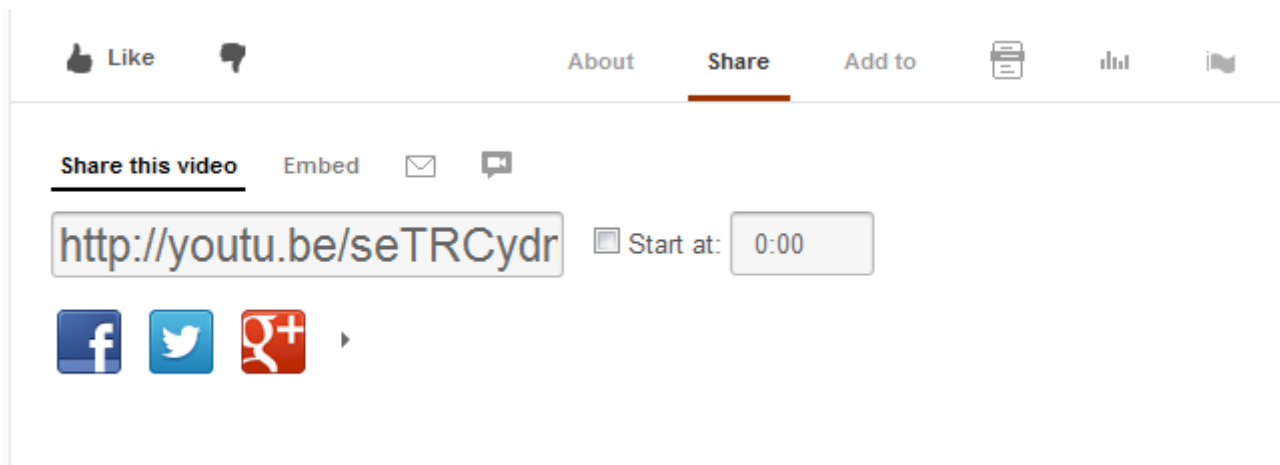 Like About Share Add to
Share this video Embed
http://youtu.be/seTRCydr Start at: 0:00